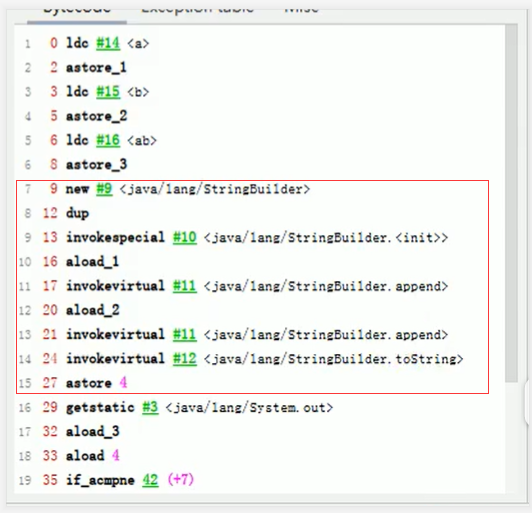 Bytecode Exception table Misc
1 0 ldc #14 <a>
2 2 astore_1
3 3 ldc #15 <b>
4 5 astore_2
5 6 ldc #16 <ab>
6 8 astore_3
7 9 new #9 <java/lang/StringBuilder>
8 12 dup
9 13 invokespecial #10 <java/lang/StringBuilder.<init>>
10 16 aload_1
11 17 invokevirtual #11 <java/lang/StringBuilder.append>
12 20 aload_2
13 21 invokevirtual #11 <java/lang/StringBuilder.append>
14 24 invokevirtual #12 <java/lang/StringBuilder.toString>
15 27 astore 4
16 29 getstatic #3 <java/lang/System.out>
17 32 aload_3
18 33 aload 4
19 35 if_acmpne 42 (+7)